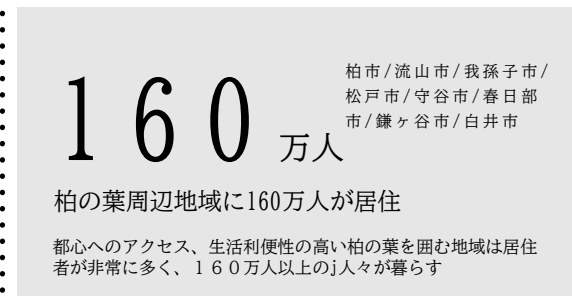 160万人
柏市/流山市/我孫子市/
松戸市/守谷市/春日部
市/鎌ヶ谷市/白井市
柏の葉周辺地域に160万人が居住
都心へのアクセス、生活利便性の高い柏の葉を囲む地域は居住
者が非常に多く、１６０万人以上のj人々が暮らす